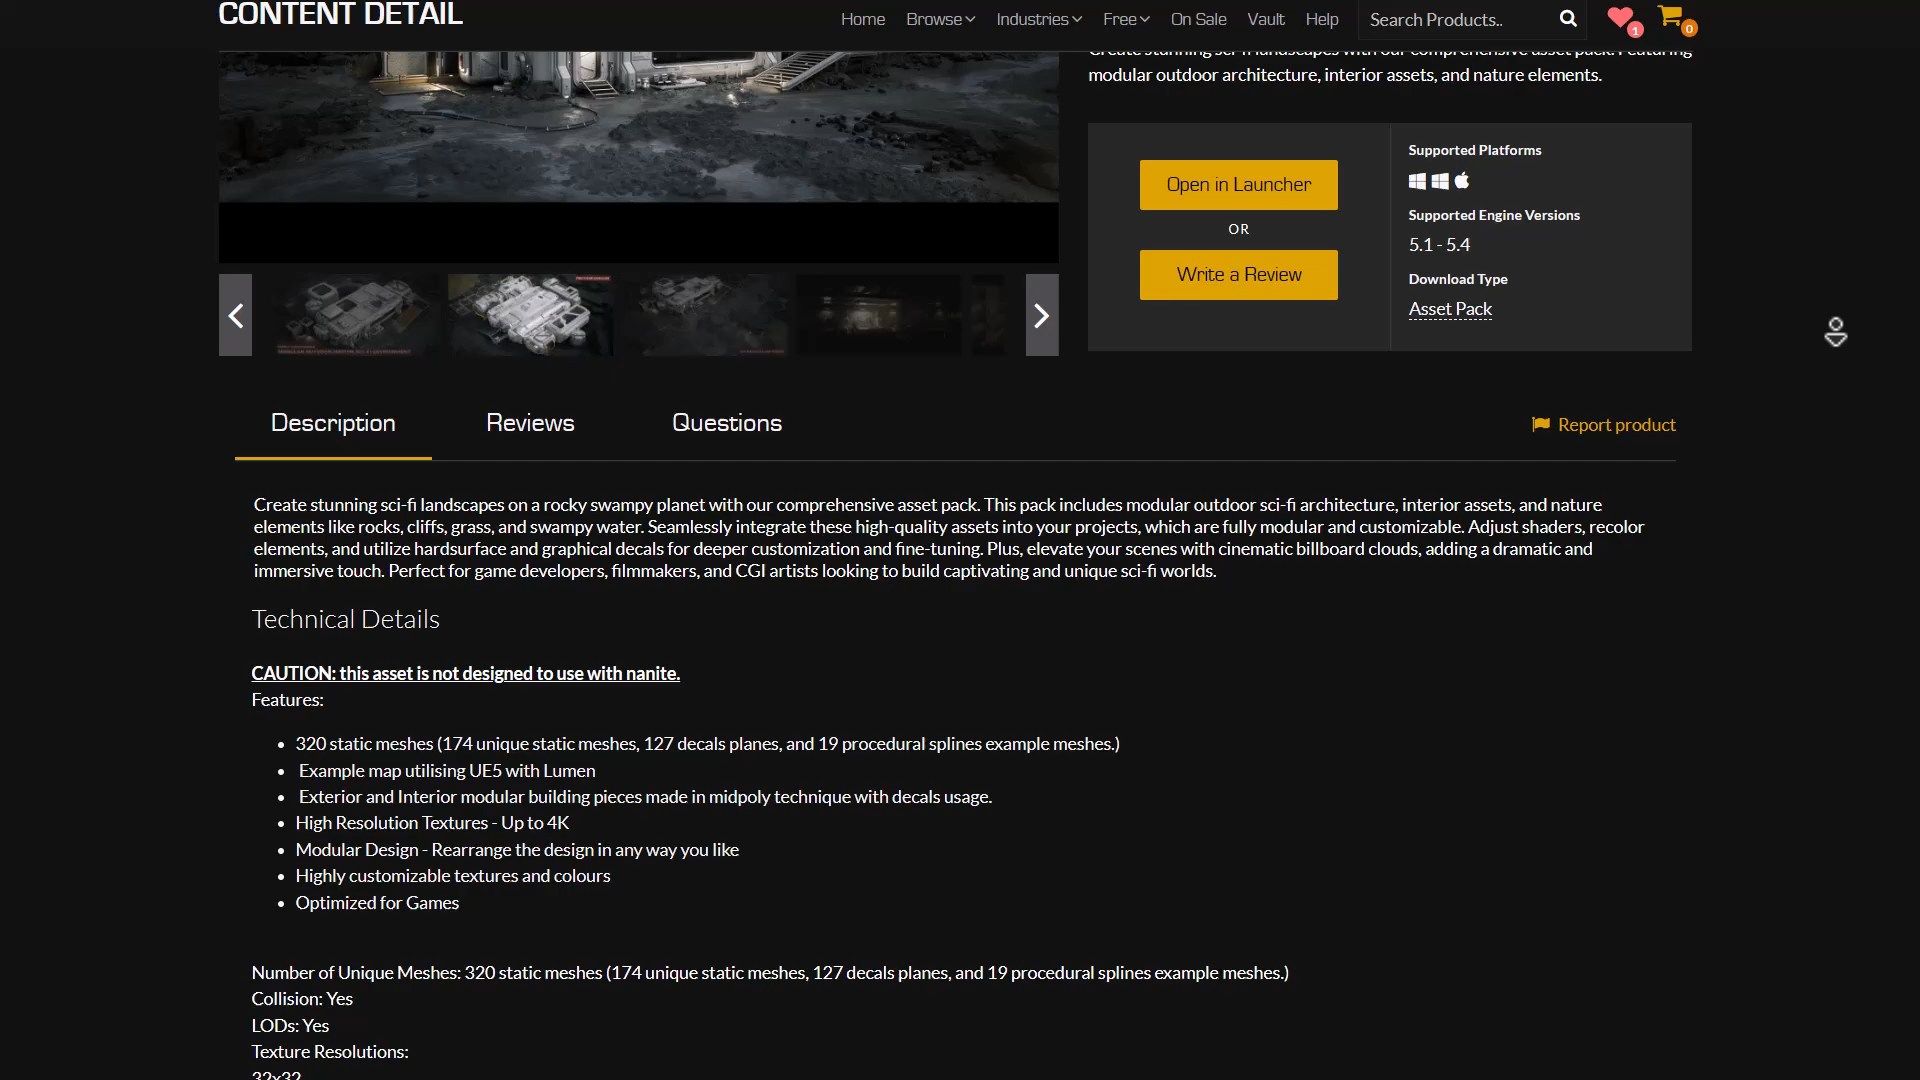 CONTENT DETAIL
Home Browse Industries Free On Sale Vault Help Search Products.. 1 0
Create stunning sci-fi landscapes with our comprehensive asset pack. Featuring
modular outdoor architecture, interior assets, and nature elements.
Open in Launcher
OR
Write a Review
Supported Platforms
Supported Engine Versions
5.1 - 5.4
Download Type
Asset Pack
Description Reviews Questions
Report product
Create stunning sci-fi landscapes on a rocky swampy planet with our comprehensive asset pack. This pack includes modular outdoor sci-fi architecture, interior assets, and nature
elements like rocks, cliffs, grass, and swampy water. Seamlessly integrate these high-quality assets into your projects, which are fully modular and customizable. Adjust shaders, recolor
elements, and utilize hardsurface and graphical decals for deeper customization and fine-tuning. Plus, elevate your scenes with cinematic billboard clouds, adding a dramatic and
immersive touch. Perfect for game developers, filmmakers, and CGI artists looking to build captivating and unique sci-fi worlds.
Technical Details
CAUTION: this asset is not designed to use with nanite.
Features:
• 320 static meshes (174 unique static meshes, 127 decals planes, and 19 procedural splines example meshes.)
• Example map utilising UE5 with Lumen
• Exterior and Interior modular building pieces made in midpoly technique with decals usage.
• High Resolution Textures - Up to 4K
• Modular Design - Rearrange the design in any way you like
• Highly customizable textures and colours
• Optimized for Games
Number of Unique Meshes: 320 static meshes (174 unique static meshes, 127 decals planes, and 19 procedural splines example meshes.)
Collision: Yes
LODs: Yes
Texture Resolutions:
32x32